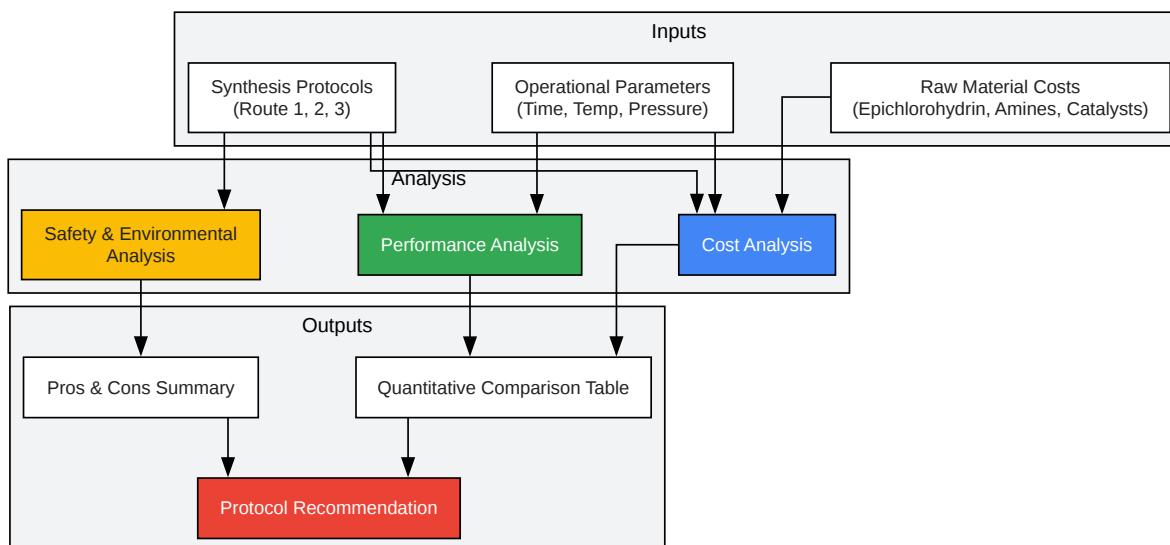 Inputs
Synthesis Protocols
(Route 1, 2, 3)
Operational Parameters
(Time, Temp, Pressure)
Raw Material Costs
(Epichlorohydrin, Amines, Catalysts)
Analysis
Safety & Environmental
Analysis
Performance Analysis
Cost Analysis
Outputs
Pros & Cons Summary
Quantitative Comparison Table
Protocol Recommendation